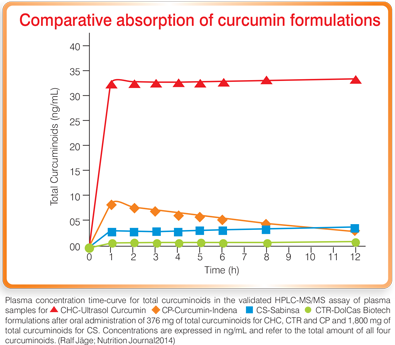 Comparative absorption of curcumin formulations
Total Curcuminoids (ng/mL)
40
35
30
25
20
15
10
05
00
0 1 2 3 4 5 6 8 12
Time (h)
Plasma concentration time-curve for total curcuminoids in the validated HPLC-MS/MS assay of plasma
samples for CHC-Ultrasol Curcumin CP-Curcumin-Indena CS-Sabinsa CTR-DolCas Biotech
formulations after oral administration of 376 mg of total curcuminoids for CHC, CTR and CP and 1,800 mg of
total curcuminoids for CS. Concentrations are expressed in ng/mL and refer to the total amount of all four
curcuminoids. (Ralf Jäge; Nutrition Journal2014)